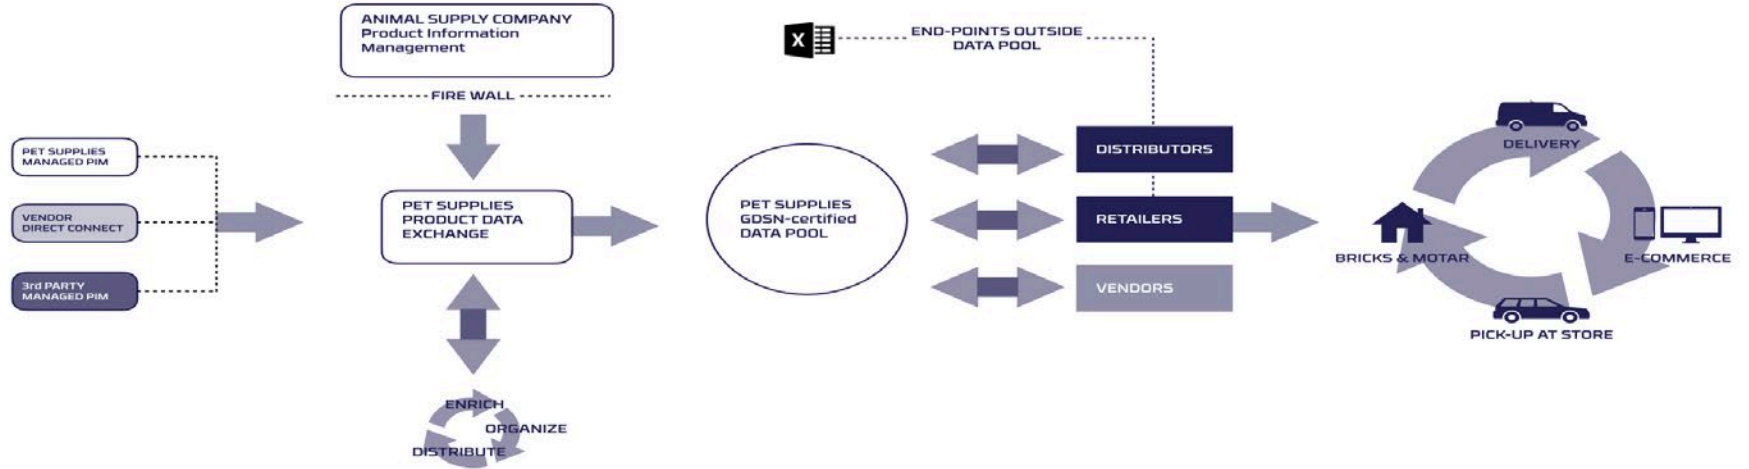 ANIMAL SUPPLY COMPANY
Product Information
Management
FIRE WALL
PET SUPPLIES
MANAGED PIM
VENDOR
DIRECT CONNECT
3rd PARTY
MANAGED PIM
PET SUPPLIES
PRODUCT DATA
EXCHANGE
ENRICH
ORGANIZE
DISTRIBUTE
PET SUPPLIES
GDSN-certified
DATA POOL
X
END-POINTS OUTSIDE
DATA POOL
DISTRIBUTORS
RETAILERS
VENDORS
DELIVERY
BRICKS & MOTAR
E-COMMERCE
PICK-UP AT STORE